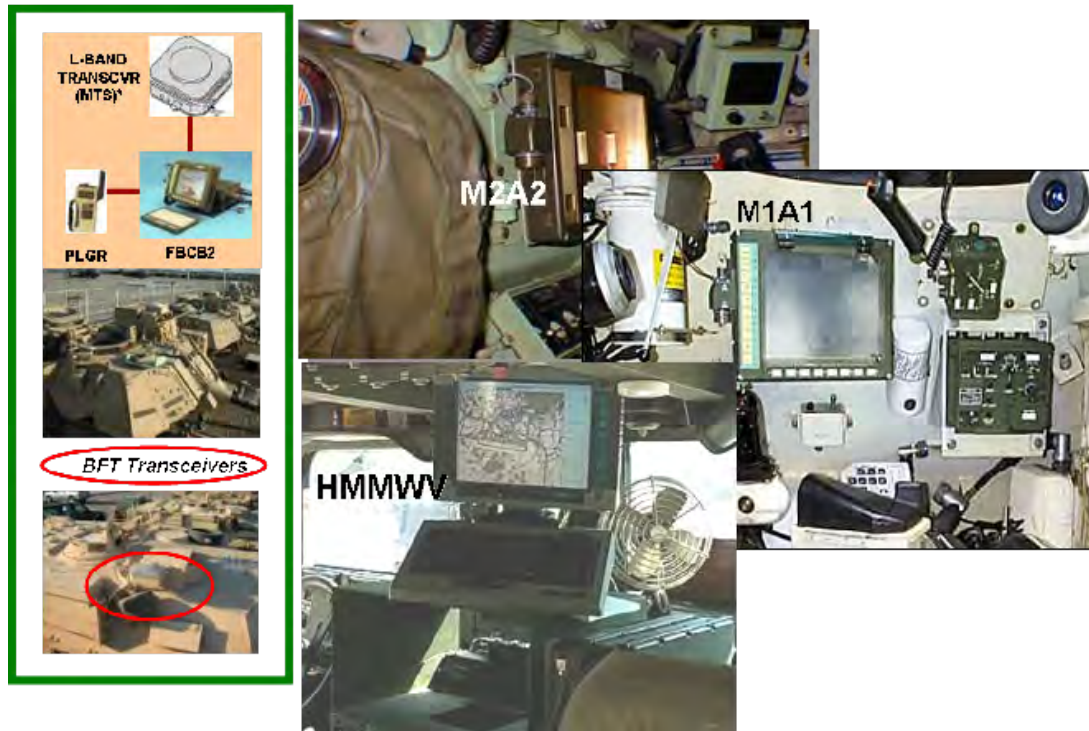 L-BAND
TRANSCVR
(MTS)*
PLGR
FBCB2
BFT Transceivers
M2A2
M1A1
HMMWV